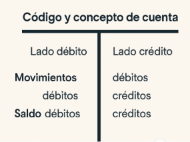 Código y concepto de cuenta
Lado débito Lado crédito
Movimientos débitos
débitos créditos
Saldo débitos créditos